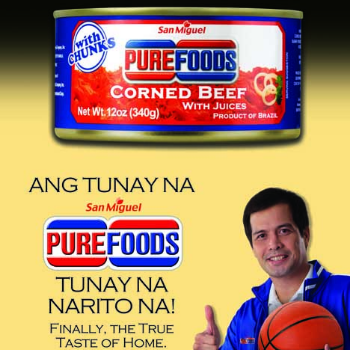 San Miguel
with
CHUNKS
PUREFOODS
CORNED BEEF
WITH JUICES
Net Wt. 12oz (340g)
PRODUCT OF BRAZIL
ANG TUNAY NA
San Miguel
PUREFOODS
TUNAY NA
NARITO NA!
FINALLY, THE TRUE
TASTE OF HOME.